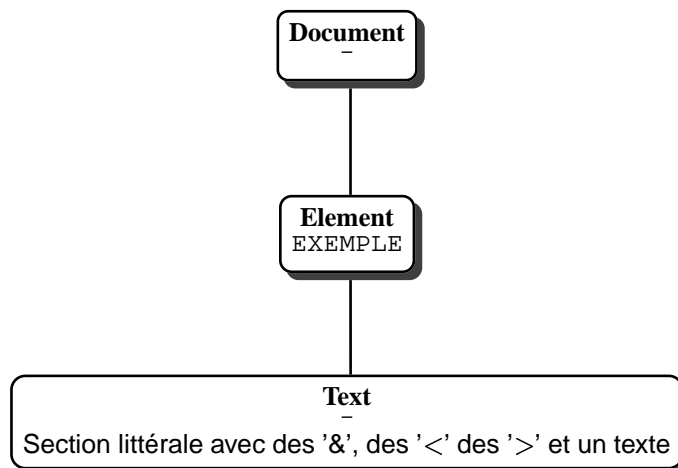 Document
–
Element
EXEMPLE
Text
–
Section littérale avec des ’&’, des ’<’ des ’>’ et un texte